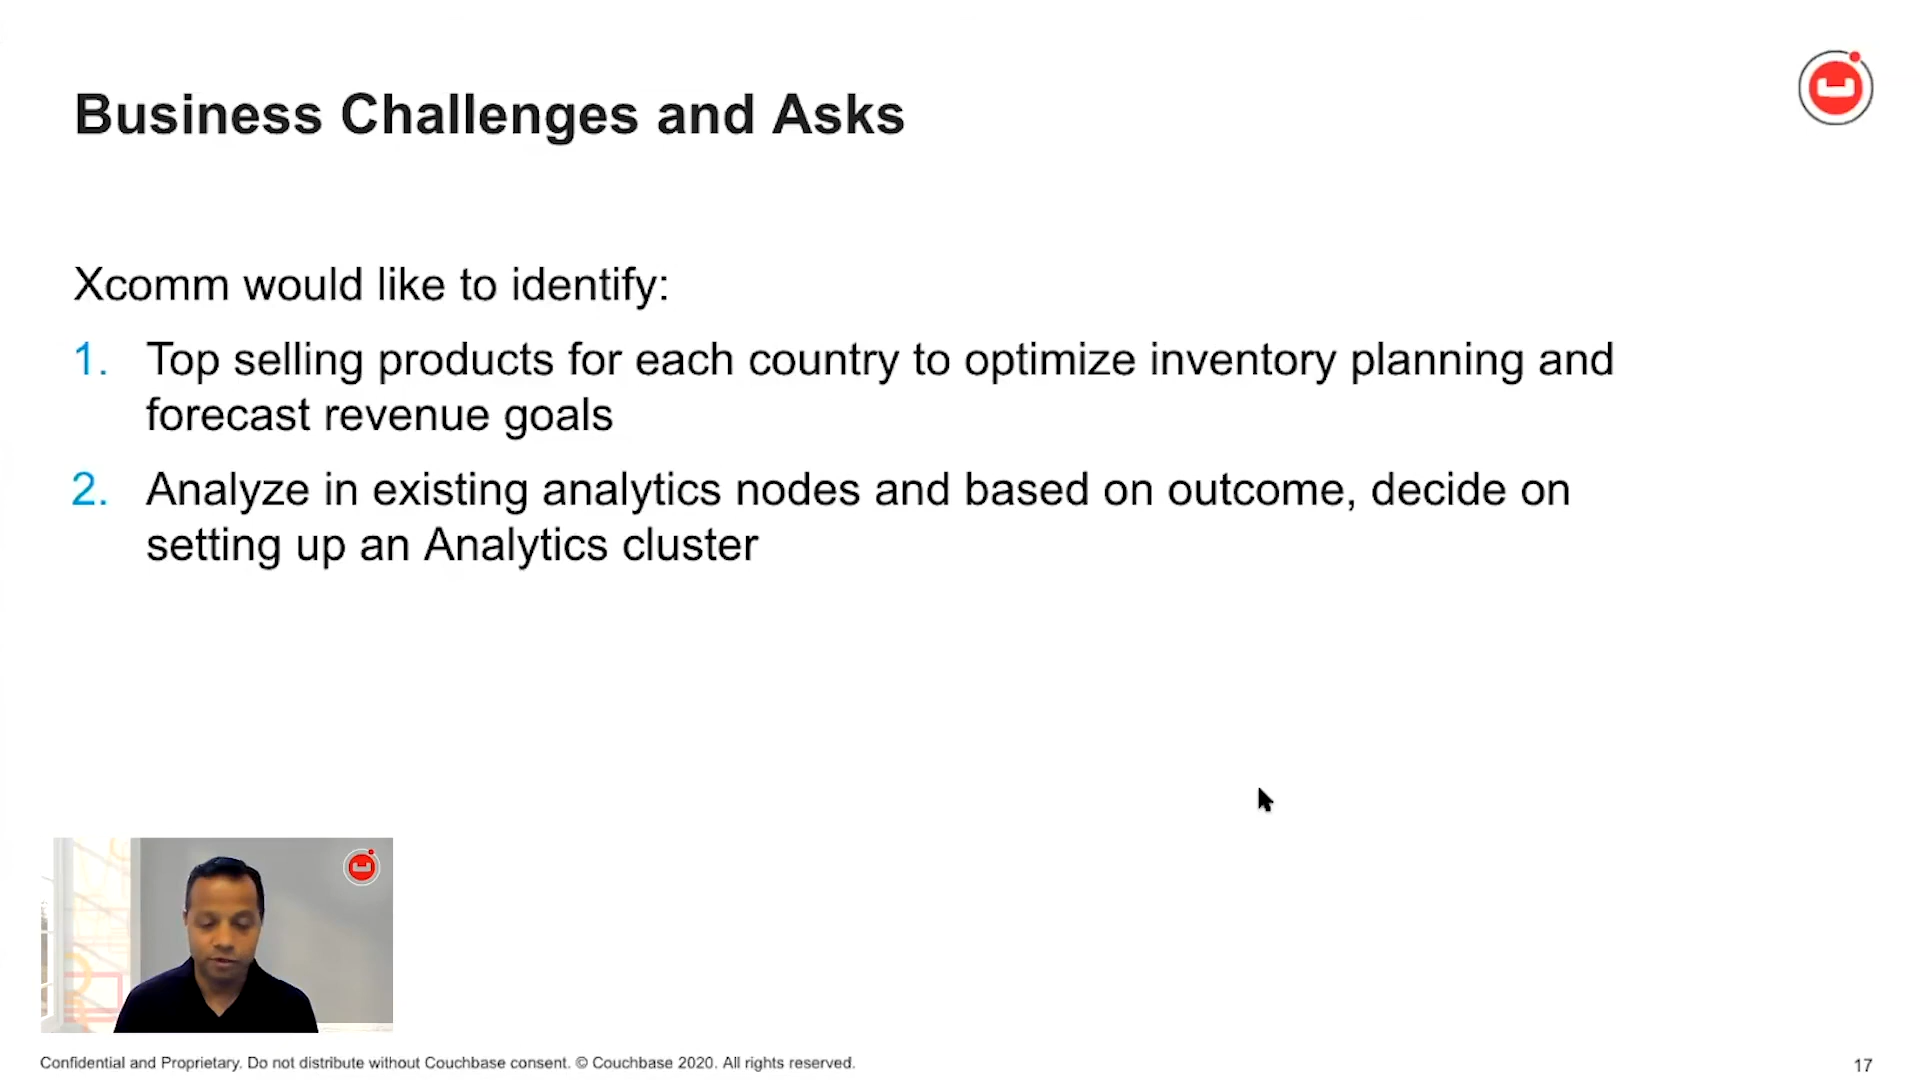 Business Challenges and Asks
Xcomm would like to identify:
1. Top selling products for each country to optimize inventory planning and
forecast revenue goals
2. Analyze in existing analytics nodes and based on outcome, decide on
setting up an Analytics cluster
Confidential and Proprietary. Do not distribute without Couchbase consent. © Couchbase 2020. All rights reserved.
17